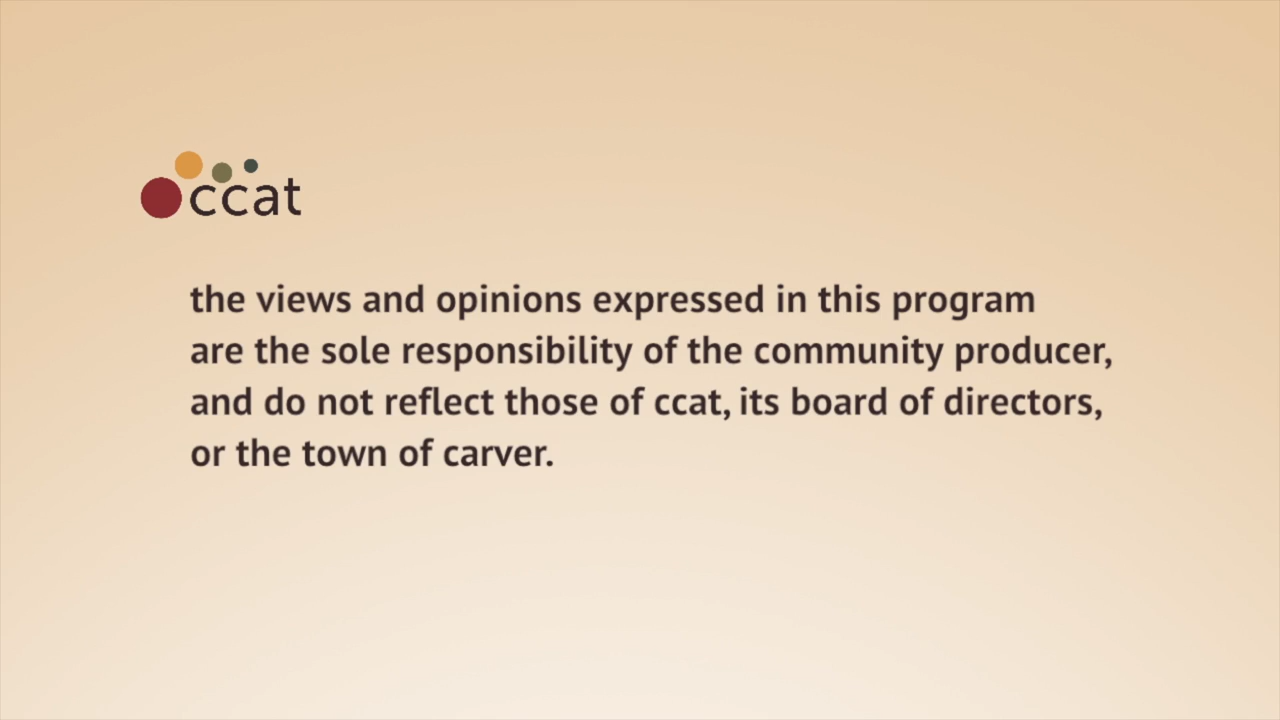 ccat
the views and opinions expressed in this program
are the sole responsibility of the community producer,
and do not reflect those of ccat, its board of directors,
or the town of carver.